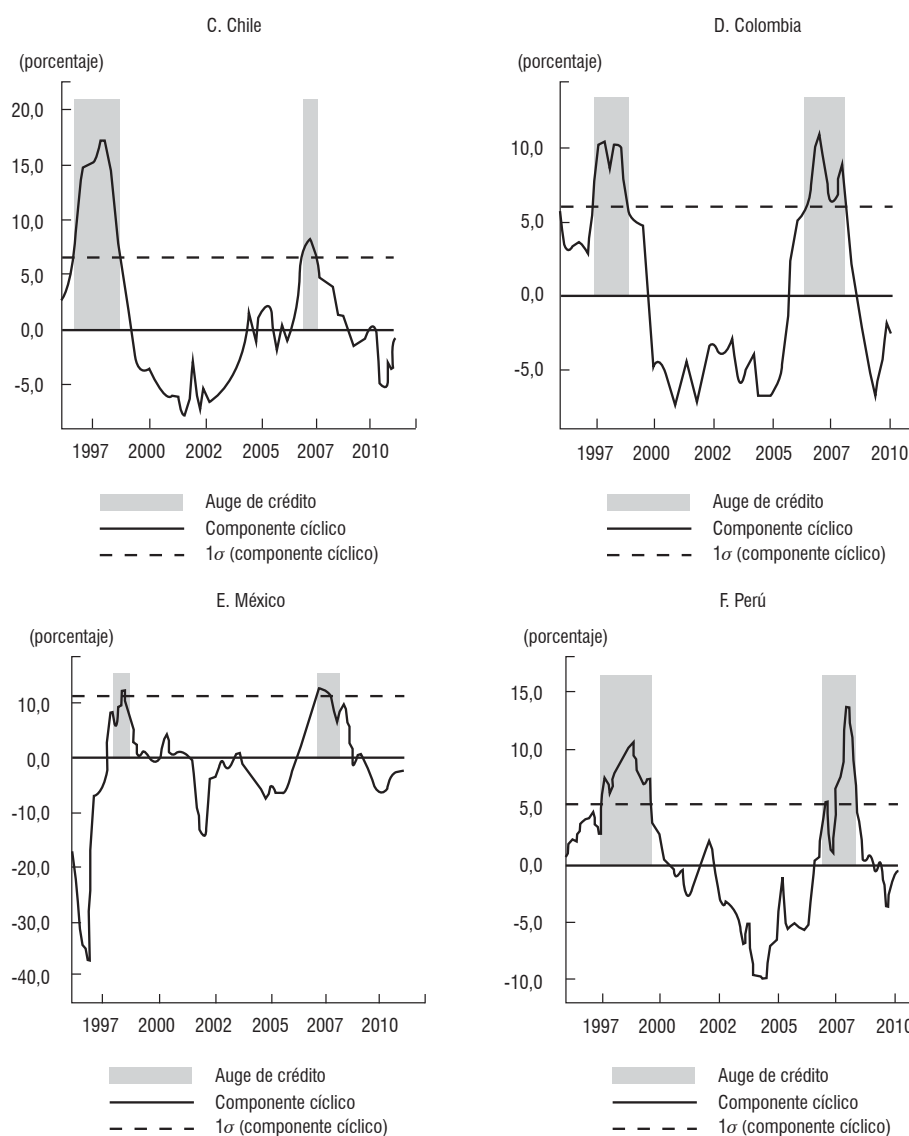 C. Chile
(porcentaje)
20,0
15,0
10,0
5,0
0,0
-5,0
1997 2000 2002 2005 2007 2010
Auge de crédito
Componente cíclico
1σ (componente cíclico)
D. Colombia
(porcentaje)
10,0
5,0
0,0
-5,0
1997 2000 2002 2005 2007 2010
Auge de crédito
Componente cíclico
1σ (componente cíclico)
E. México
(porcentaje)
10,0
0,0
-10,0
-20,0
-30,0
-40,0
1997 2000 2002 2005 2007 2010
Auge de crédito
Componente cíclico
1σ (componente cíclico)
F. Perú
(porcentaje)
15,0
10,0
5,0
0,0
-5,0
-10,0
1997 2000 2002 2005 2007 2010
Auge de crédito
Componente cíclico
1σ (componente cíclico)